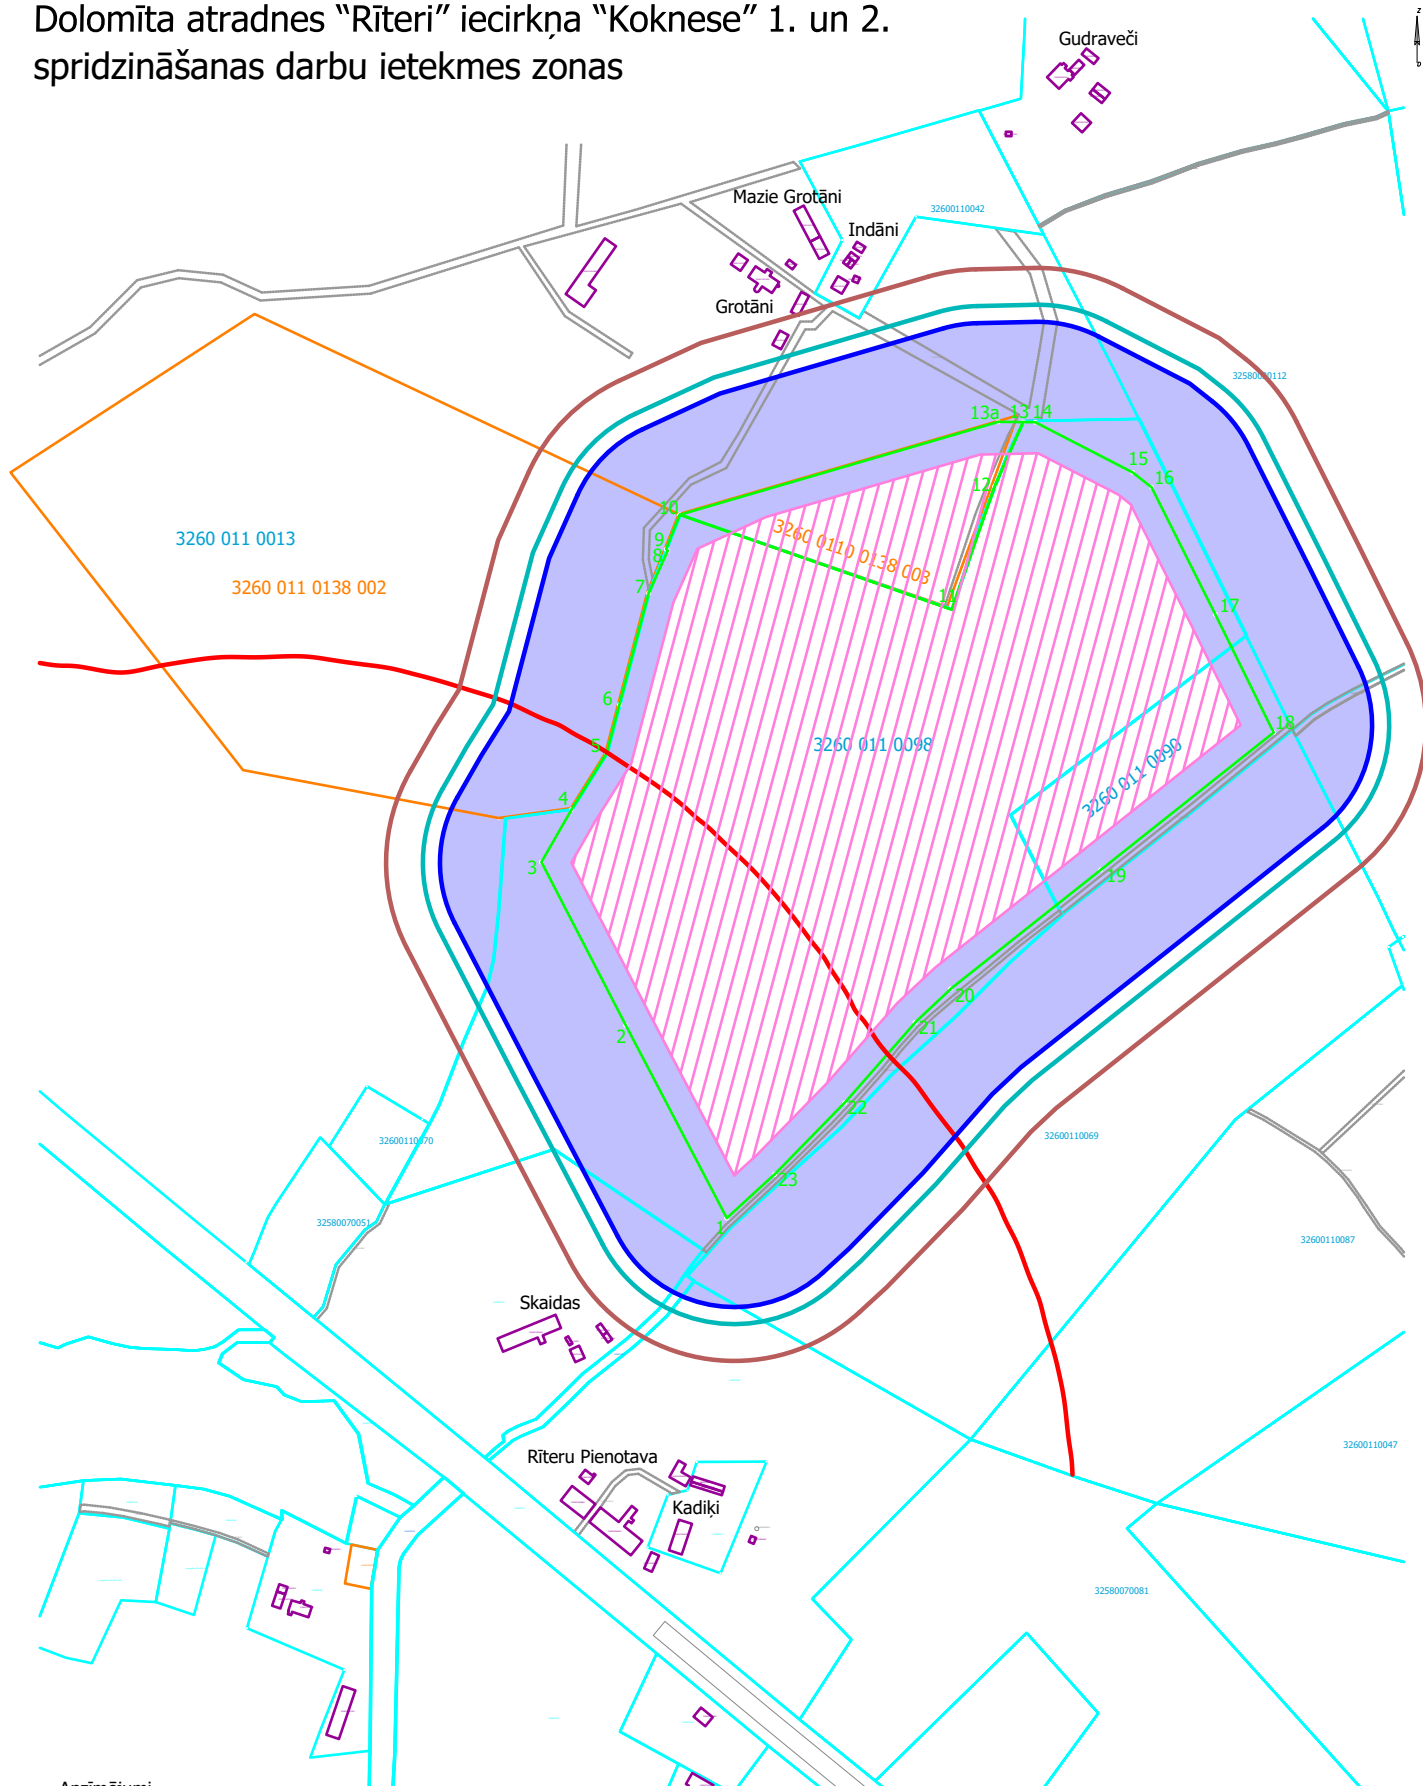 Dolomīta atradnes “Rīteri” iecirkņa “Koknese” 1. un 2.
spridzināšanas darbu ietekmes zonas
Z
D
Gudraveči
Mazie Grotāni
32600110042
Indāni
Grotāni
32580070112
13a 13 14
15
16
12
10
3260 0110 0138 003
9
8
3260 011 0013
7
3260 011 0138 002
11
17
6
18
5
3260 011 0098
3260 011 0090
4
3
19
20
21
2
22
32600110070
32600110069
23
32580070051
1
32600110087
Skaidas
32600110047
Rīteru Pienotava
Kadiķi
32580070081
Apzīmējumi